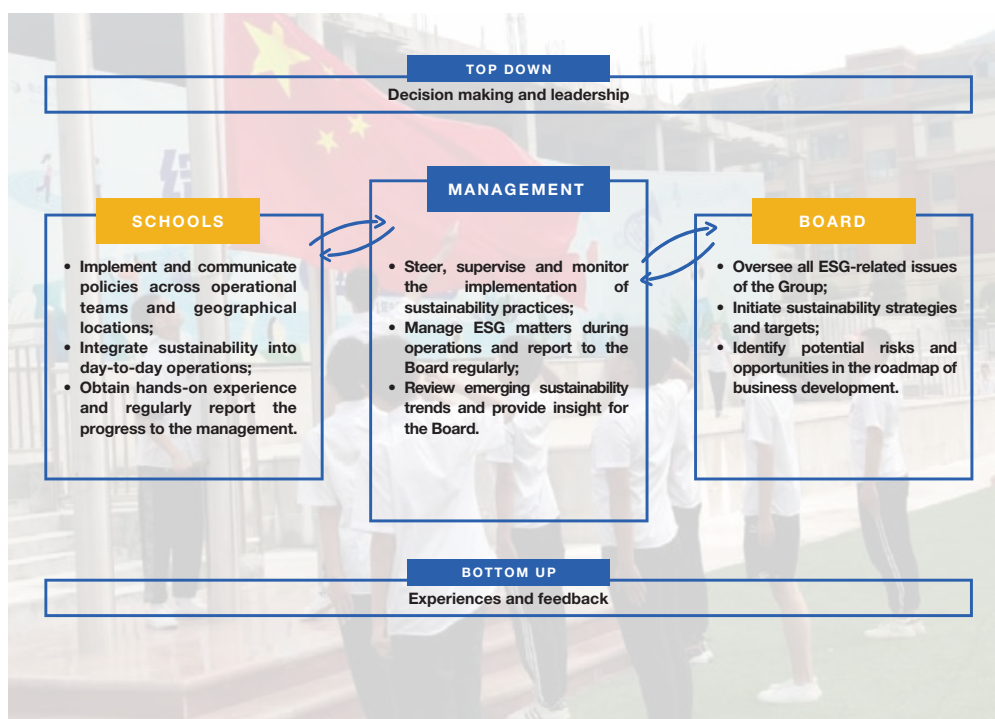 TOP DOWN
Decision making and leadership
MANAGEMENT
SCHOOLS
BOARD
• Implement and communicate
policies across operational
teams and geographical
locations;
• Integrate sustainability into
day-to-day operations;
• Obtain hands-on experience
and regularly report the
progress to the management.
• Steer, supervise and monitor
the implementation of
sustainability practices;
• Manage ESG matters during
operations and report to the
Board regularly;
• Review emerging sustainability
trends and provide insight for
the Board.
• Oversee all ESG-related issues
of the Group;
• Initiate sustainability strategies
and targets;
• Identify potential risks and
opportunities in the roadmap of
business development.
BOTTOM UP
Experiences and feedback